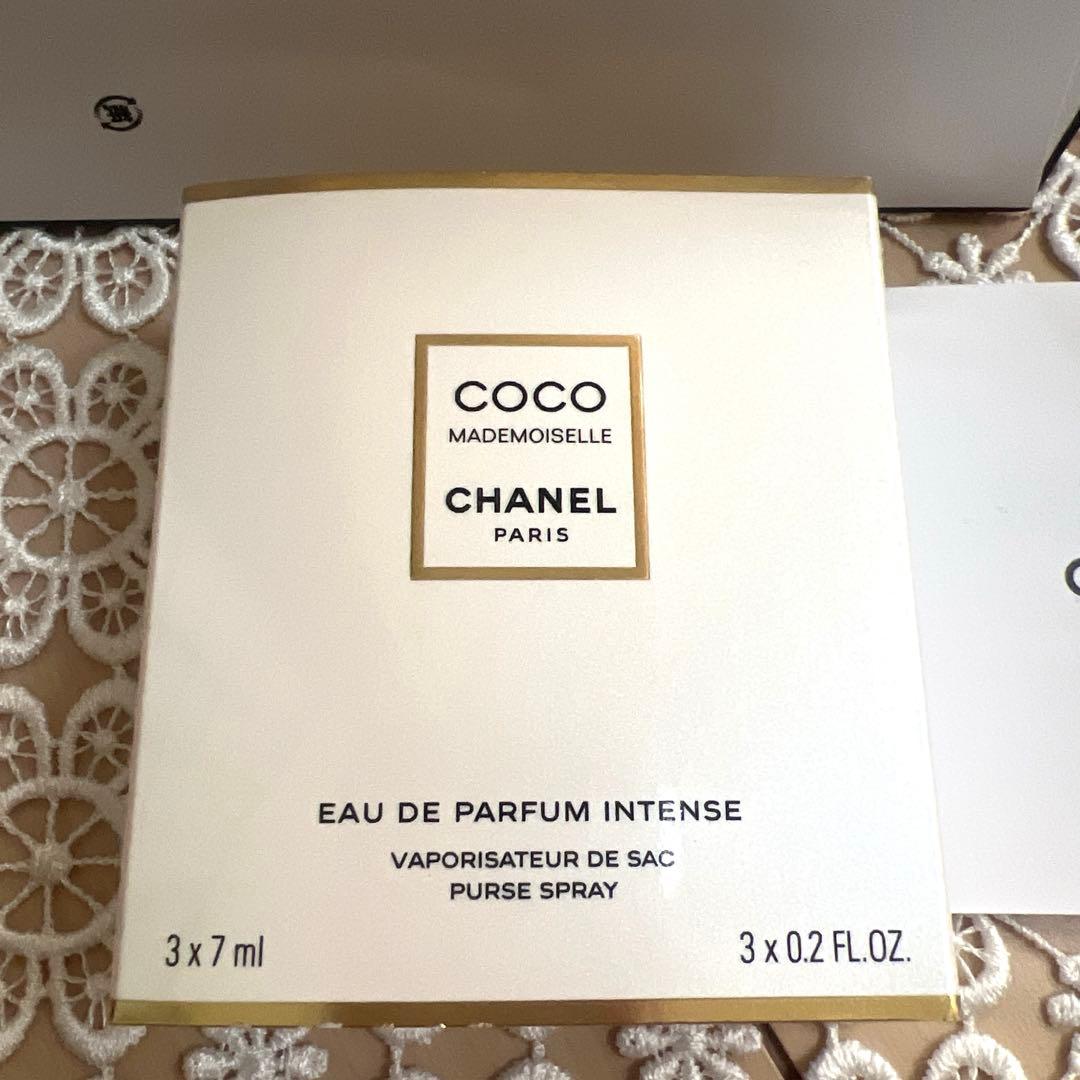 COCO
MADEMOISELLE
CHANEL
PARIS
EAU DE PARFUM INTENSE
VAPORISATEUR DE SAC
PURSE SPRAY
3 x 7 ml
3 x 0.2 FL.OZ.